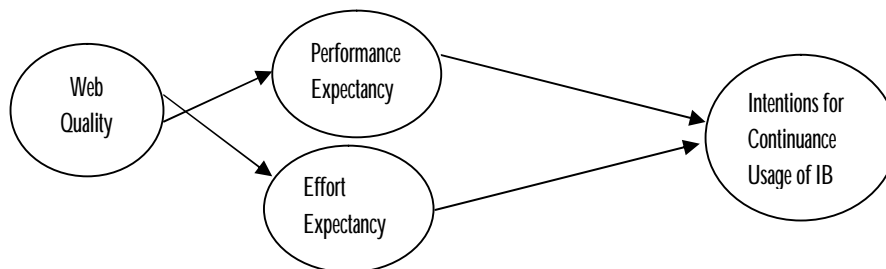 Web
Quality
Performance
Expectancy
Effort
Expectancy
Intentions for
Continuance
Usage of IB